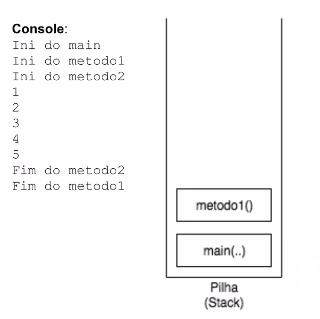 Console:
Ini do main
Ini do metodo1
Ini do metodo2
1
2
3
4
5
Fim do metodo2
Fim do metodo1
metodo1()
main(..)
Pilha
(Stack)